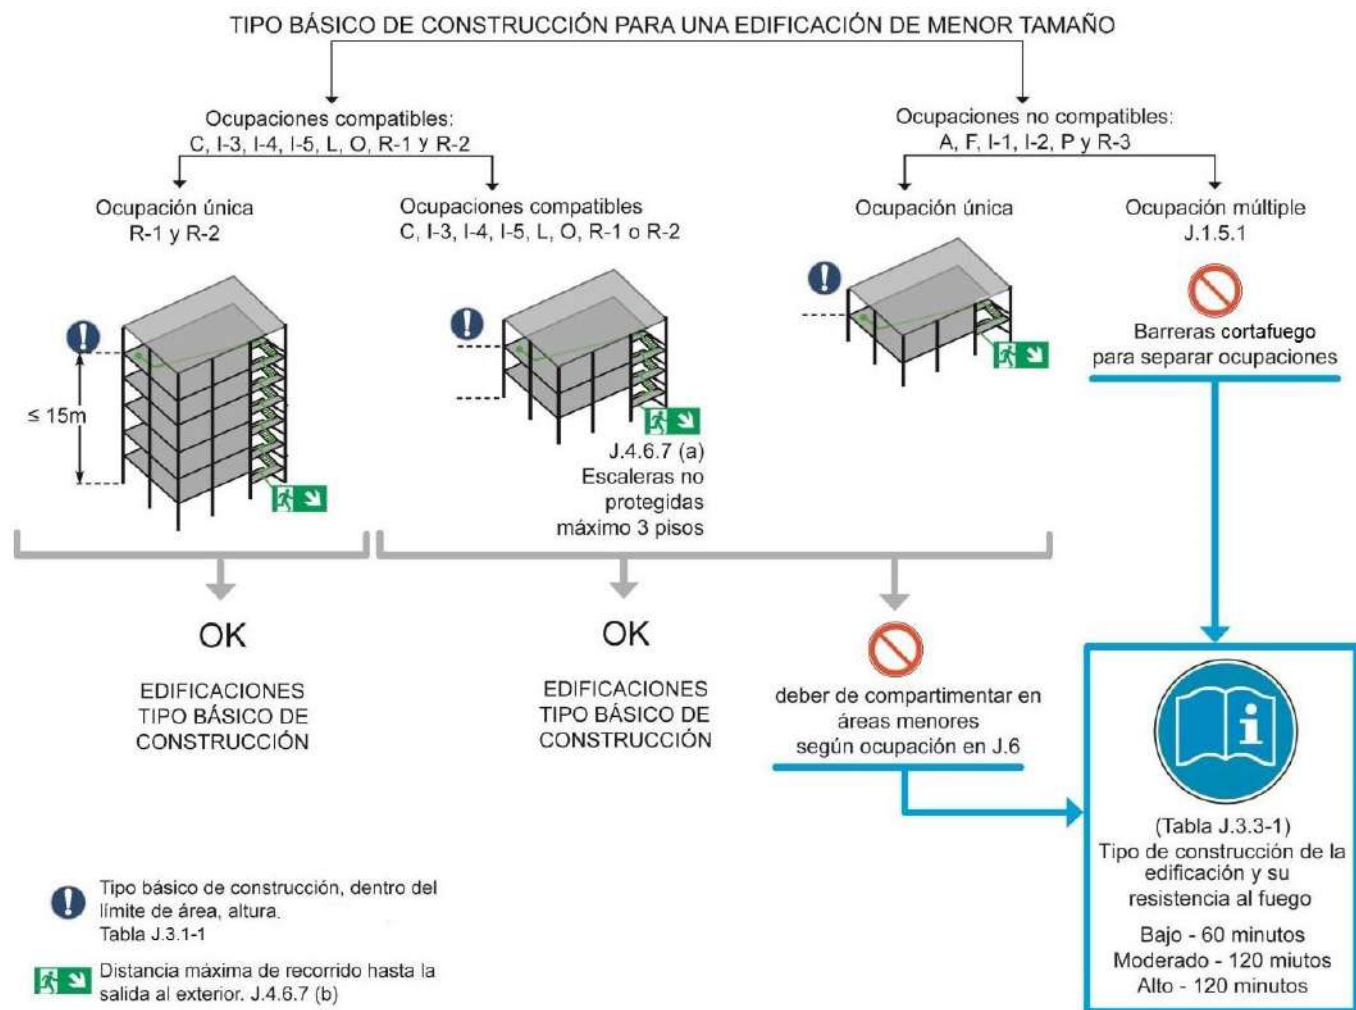 TIPO BÁSICO DE CONSTRUCCIÓN PARA UNA EDIFICACIÓN DE MENOR TAMAÑO
Ocupaciones compatibles:
C, I-3, I-4, I-5, L, O, R-1 y R-2
Ocupaciones no compatibles:
A, F, I-1, I-2, P y R-3
Ocupación única
R-1 y R-2
Ocupaciones compatibles
C, I-3, I-4, I-5, L, O, R-1 o R-2
Ocupación única
Ocupación múltiple
J.1.5.1
≤ 15m
J.4.6.7 (a)
Escaleras no
protegidas
máximo 3 pisos
Barreras cortafuego
para separar ocupaciones
OK
EDIFICACIONES
TIPO BÁSICO DE
CONSTRUCCIÓN
OK
EDIFICACIONES
TIPO BÁSICO DE
CONSTRUCCIÓN
deber de compartimentar en
áreas menores
según ocupación en J.6
(Tabla J.3.3-1)
Tipo de construcción de la
edificación y su
resistencia al fuego
Bajo - 60 minutos
Moderado - 120 miutos
Alto - 120 minutos
Tipo básico de construcción, dentro del
límite de área, altura.
Tabla J.3.1-1
Distancia máxima de recorrido hasta la
salida al exterior. J.4.6.7 (b)